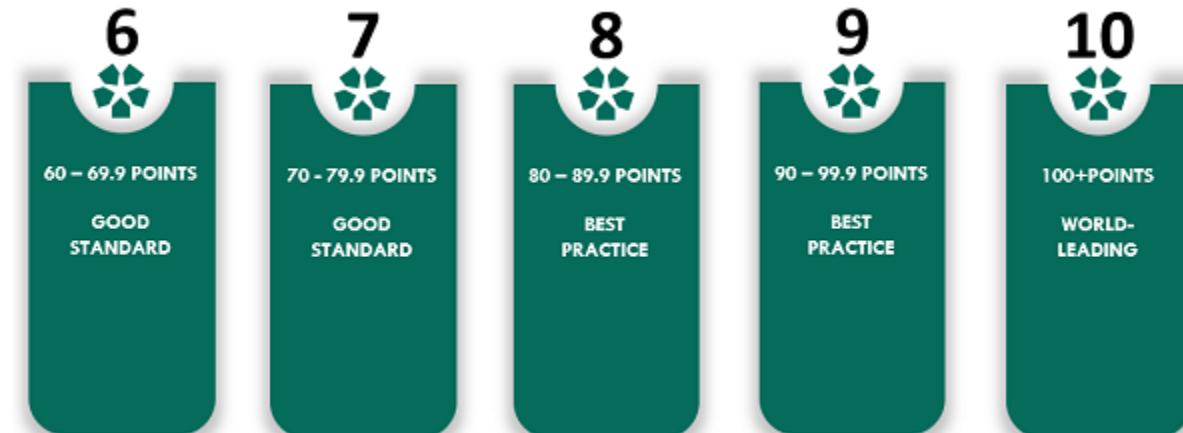 6
60 – 69.9 POINTS
GOOD
STANDARD
7
70 - 79.9 POINTS
GOOD
STANDARD
8
80 – 89.9 POINTS
BEST
PRACTICE
9
90 – 99.9 POINTS
BEST
PRACTICE
10
100+POINTS
WORLD-
LEADING